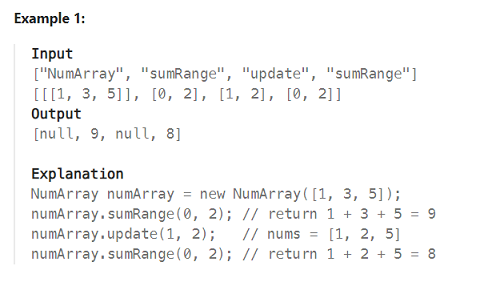 Example 1:
Input
["NumArray", "sumRange", "update", "sumRange"]
[[[1, 3, 5]], [0, 2], [1, 2], [0, 2]]
Output
[null, 9, null, 8]
Explanation
NumArray numArray = new NumArray([1, 3, 5]);
numArray.sumRange(0, 2); // return 1 + 3 + 5 = 9
numArray.update(1, 2);   // nums = [1, 2, 5]
numArray.sumRange(0, 2); // return 1 + 2 + 5 = 8